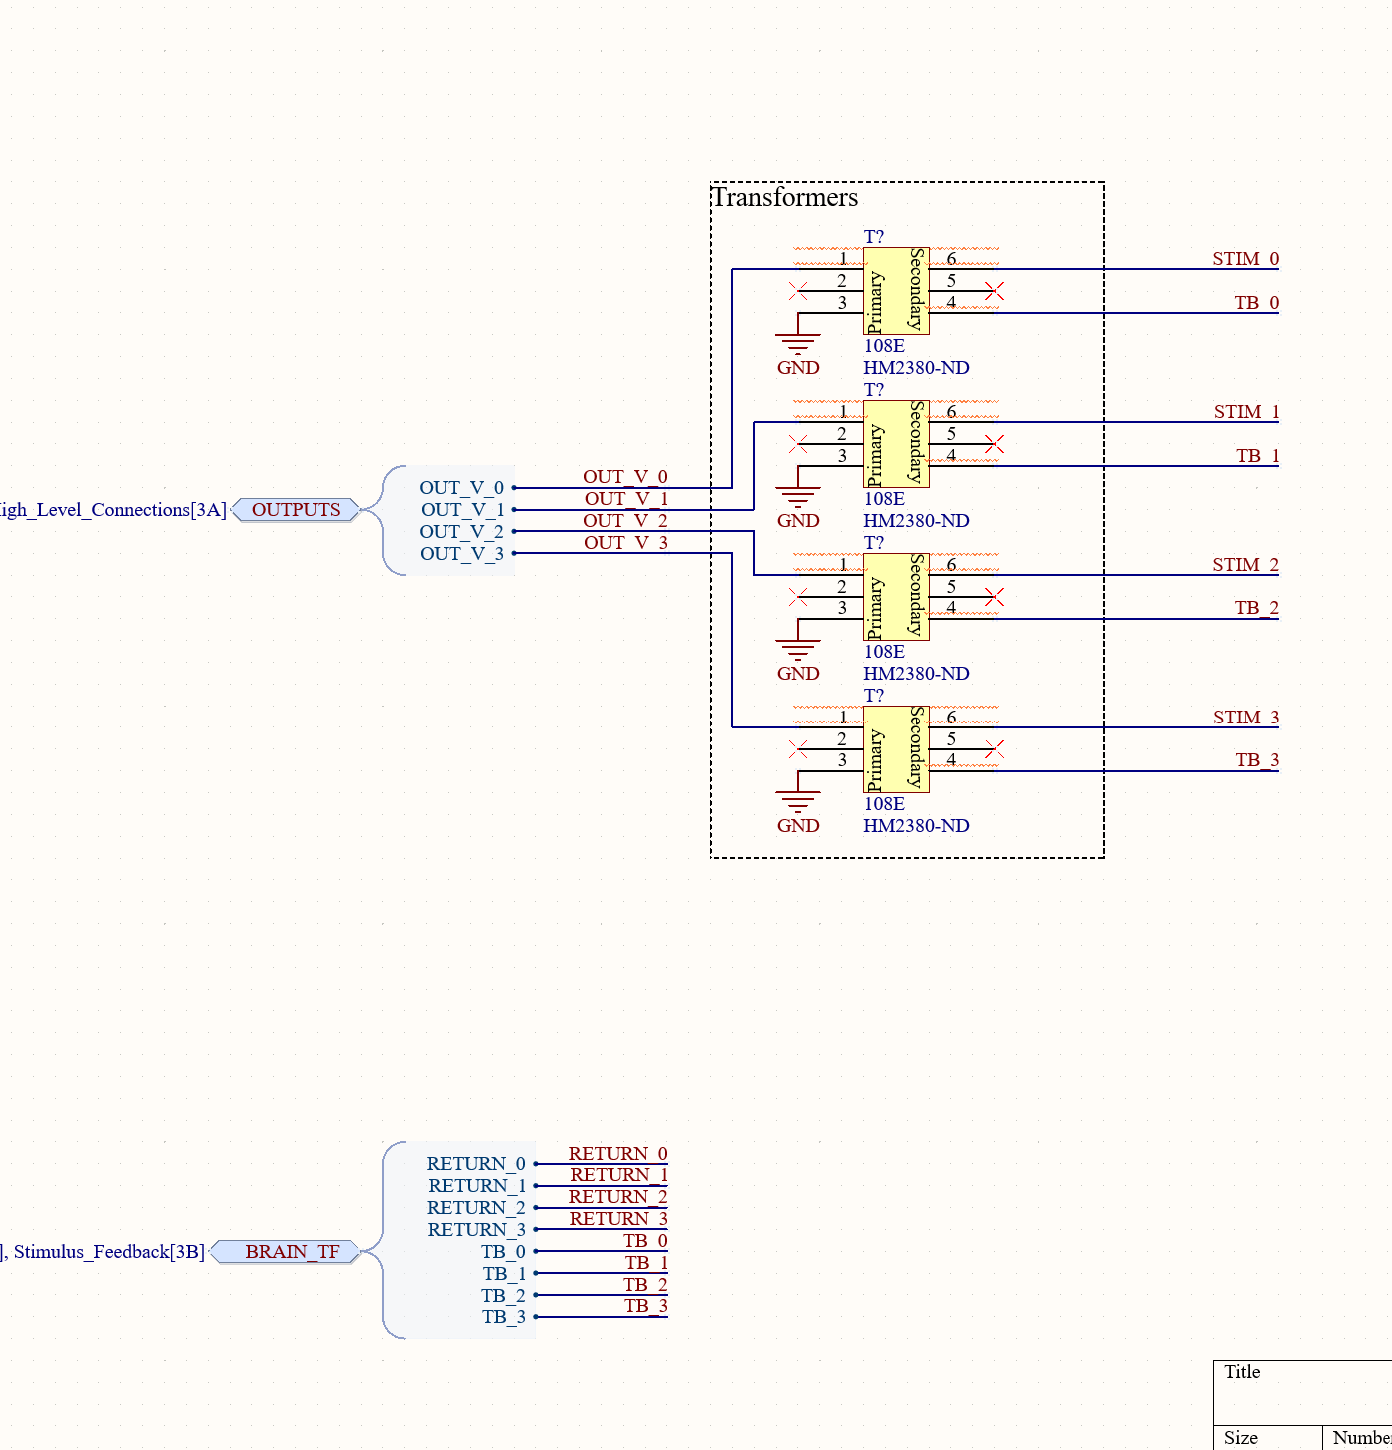 Transformers
T?
1
2
3
Primary
Secondary
6
5
4
GND
108E
HM2380-ND
STIM_0
TB_0
T?
1
2
3
Primary
Secondary
6
5
4
GND
108E
HM2380-ND
STIM_1
TB_1
T?
1
2
3
Primary
Secondary
6
5
4
GND
108E
HM2380-ND
STIM_2
TB_2
T?
1
2
3
Primary
Secondary
6
5
4
GND
108E
HM2380-ND
STIM_3
TB_3
igh_Level_Connections[3A]
OUTPUTS
OUT_V_0 OUT_V_0
OUT_V_1 OUT_V_1
OUT_V_2 OUT_V_2
OUT_V_3 OUT_V_3
], Stimulus_Feedback[3B]
BRAIN_TF
RETURN_0 RETURN_0
RETURN_1 RETURN_1
RETURN_2 RETURN_2
RETURN_3 RETURN_3
TB_0 TB_0
TB_1 TB_1
TB_2 TB_2
TB_3 TB_3
Title
Size Numbe